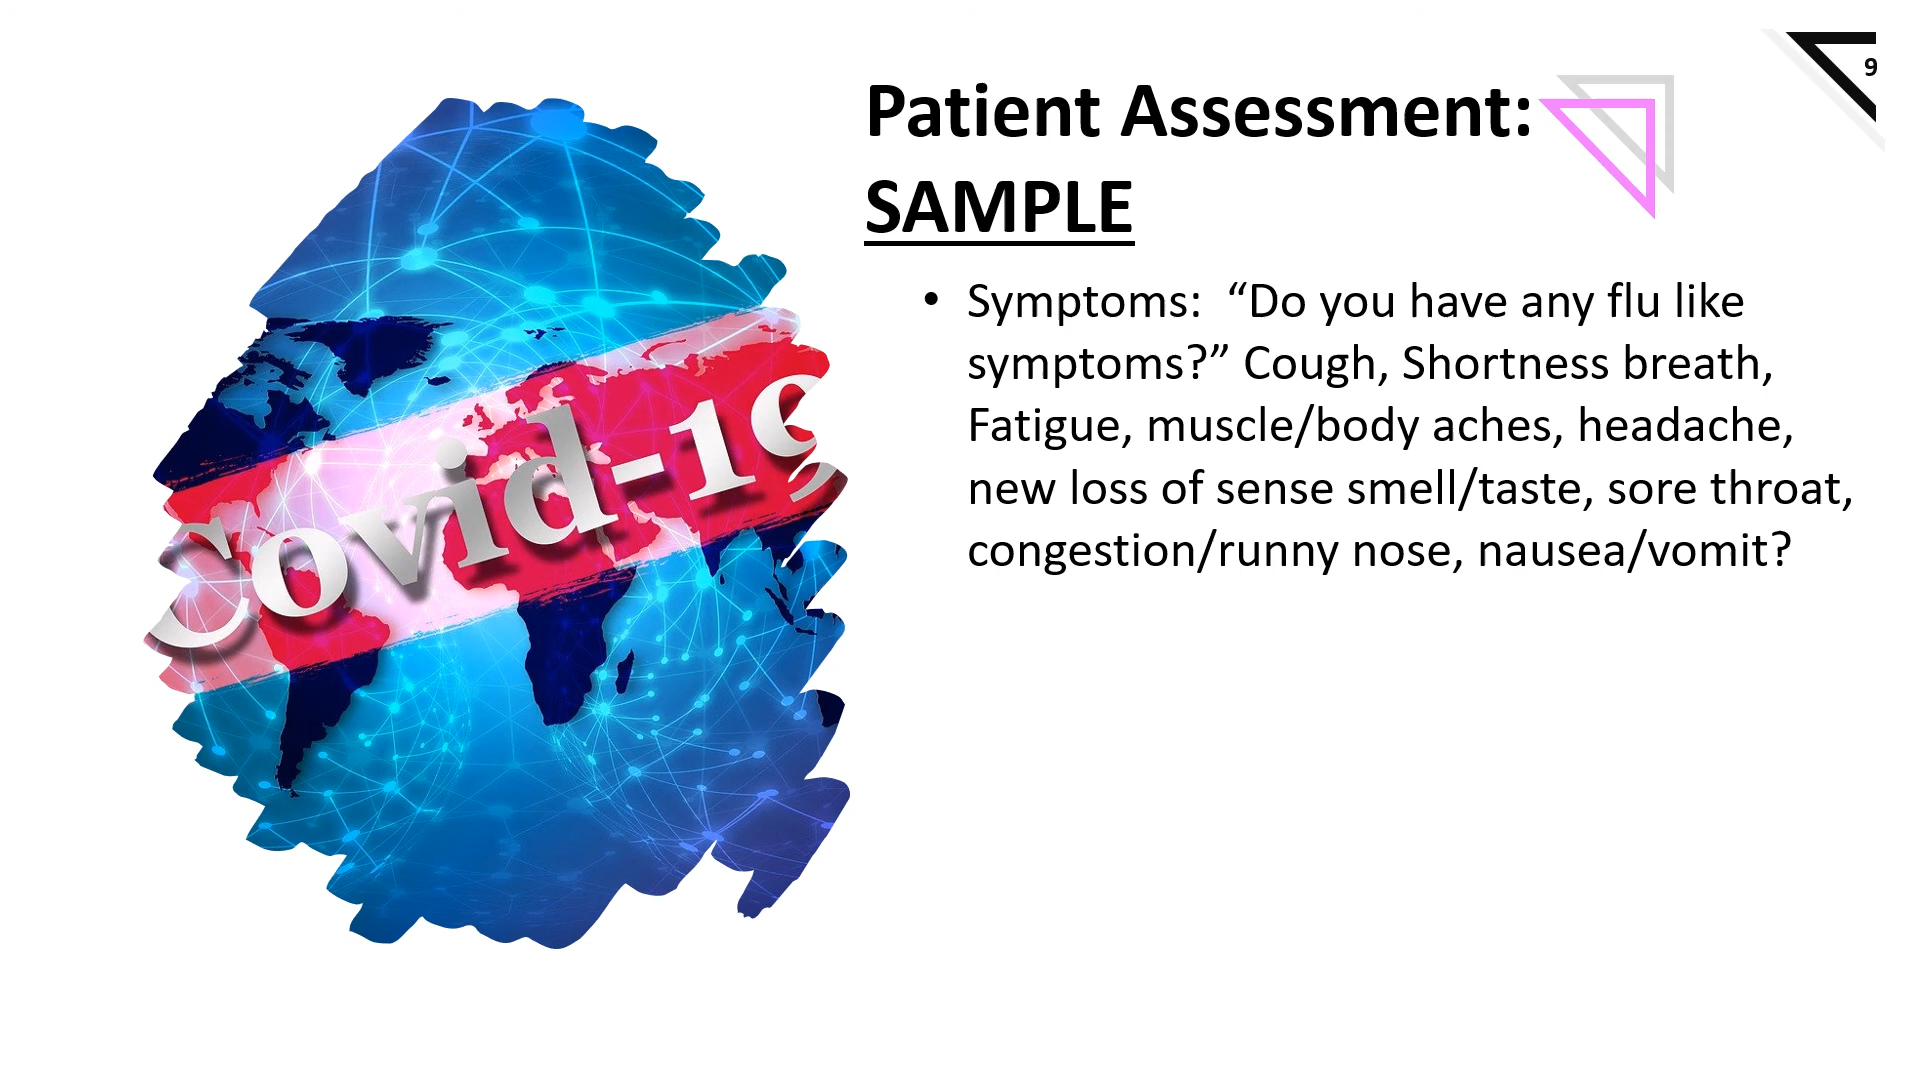 9
Patient Assessment:
SAMPLE
• Symptoms:  “Do you have any flu like
symptoms?” Cough, Shortness breath,
Fatigue, muscle/body aches, headache,
new loss of sense smell/taste, sore throat,
congestion/runny nose, nausea/vomit?
Covid-19